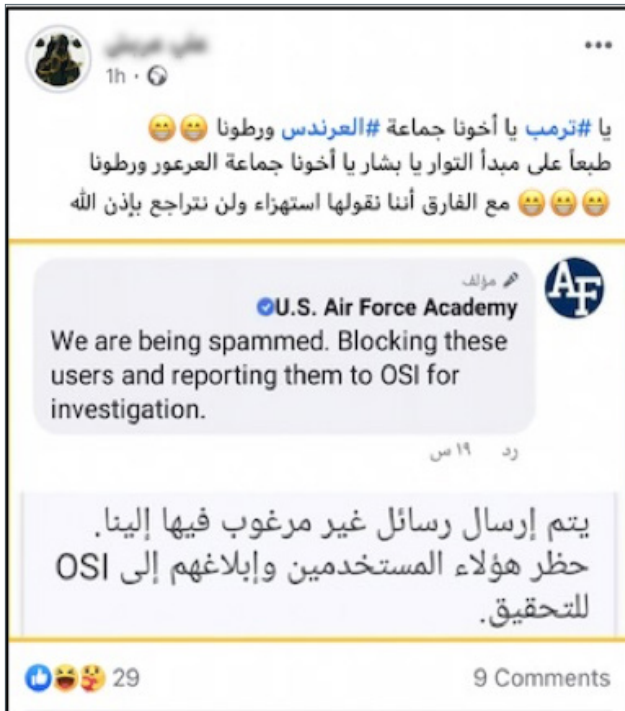 1h
يا #ترمب يا أخونا جماعة #العرندس ورطونا 😁😁
طبعاً على مبدأ التوار يا بشار يا أخونا جماعة العرعور ورطونا
😁😁😁 مع الفارق أننا نقولها استهزاء ولن نتراجع بإذن الله
AF
مؤلف
U.S. Air Force Academy
We are being spammed. Blocking these
users and reporting them to OSI for
investigation.
رد ١٩ س
يتم إرسال رسائل غير مرغوب فيها إلينا.
حظر هؤلاء المستخدمين وإبلاغهم إلى OSI
للتحقيق.
29 9 Comments